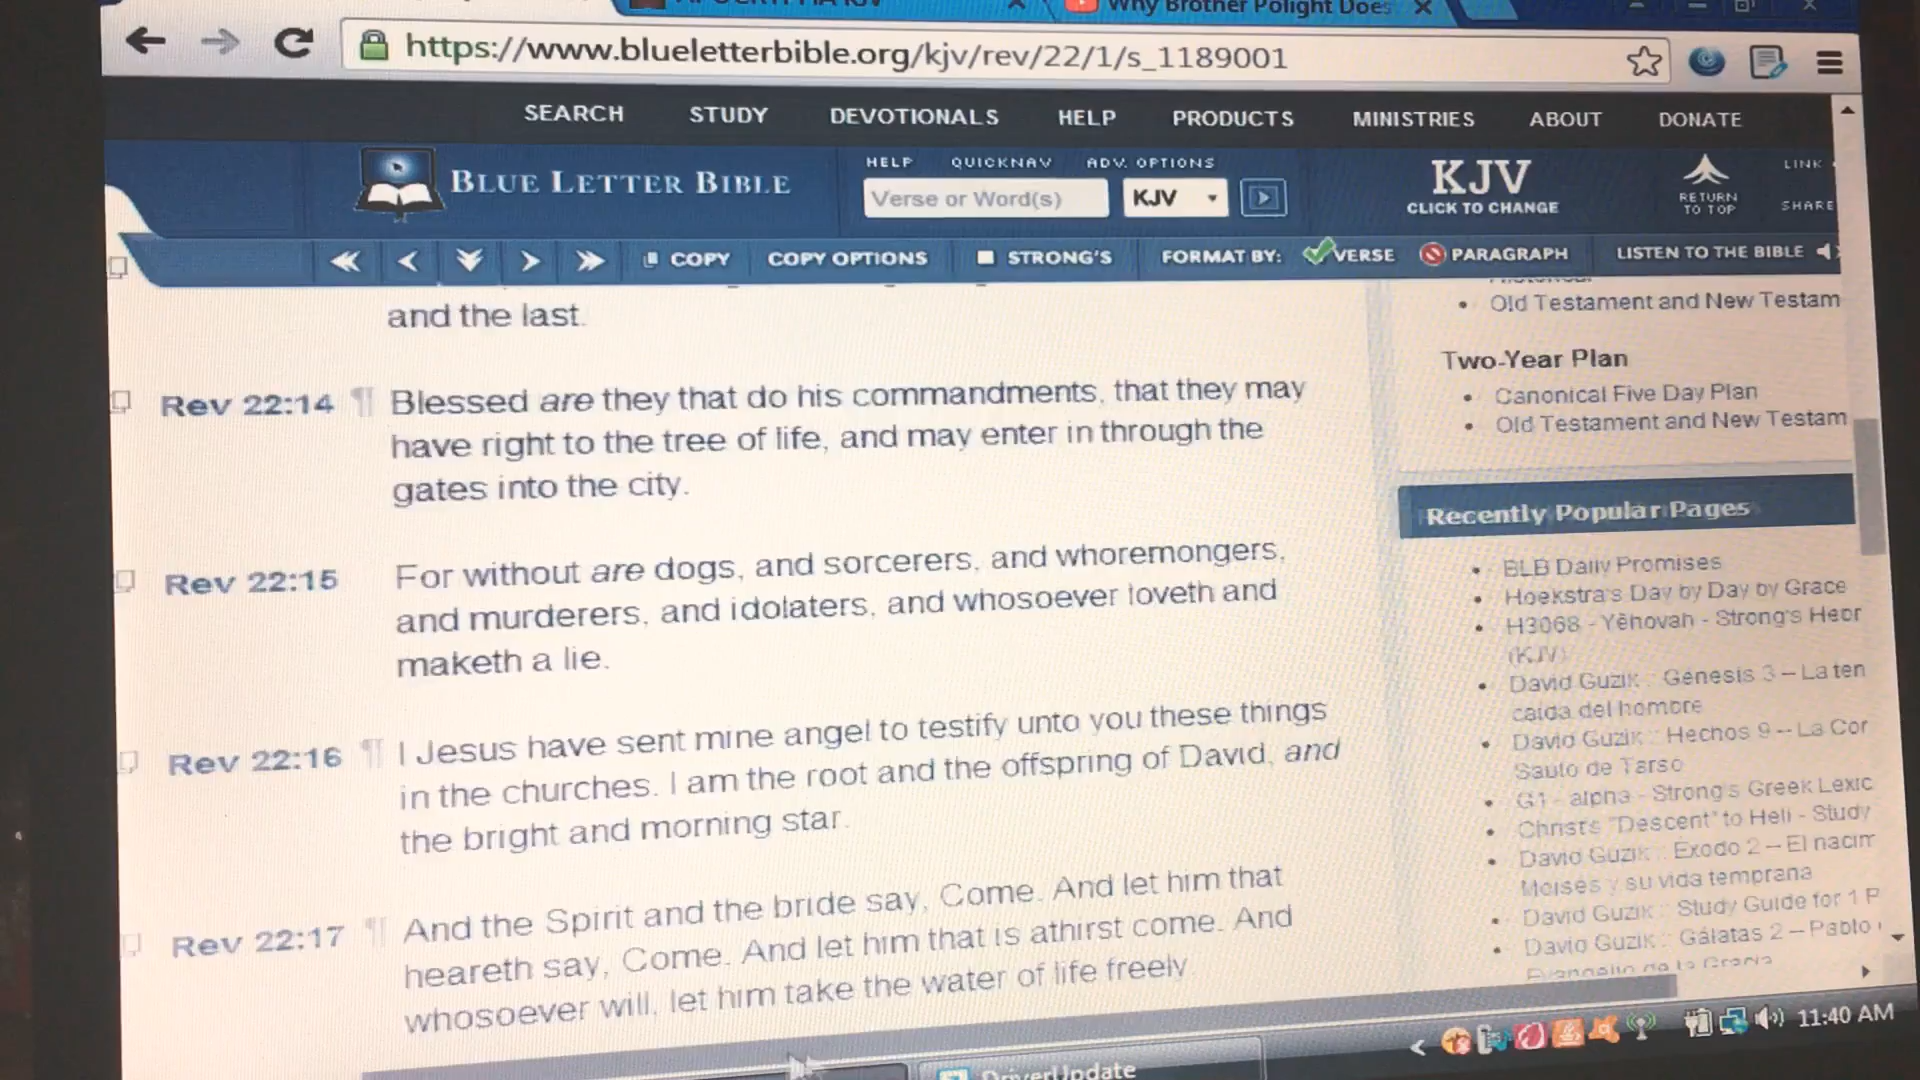 Why Brother Polight Does
https://www.blueletterbible.org/kjv/rev/22/1/s_1189001
SEARCH STUDY DEVOTIONALS HELP PRODUCTS MINISTRIES ABOUT DONATE
HELP QUICKNAV ADV. OPTIONS
BLUE LETTER BIBLE
Verse or Word(s) KJV
KJV
CLICK TO CHANGE
RETURN
TO TOP
LINK
SHARE
COPY COPY OPTIONS STRONG'S FORMAT BY: VERSE PARAGRAPH LISTEN TO THE BIBLE
and the last.
Rev 22:14 ¶ Blessed are they that do his commandments, that they may
have right to the tree of life, and may enter in through the
gates into the city.
Rev 22:15 For without are dogs, and sorcerers, and whoremongers,
and murderers, and idolaters, and whosoever loveth and
maketh a lie.
Rev 22:16 ¶ I Jesus have sent mine angel to testify unto you these things
in the churches. I am the root and the offspring of David, and
the bright and morning star.
Rev 22:17 ¶ And the Spirit and the bride say, Come. And let him that
heareth say, Come. And let him that is athirst come. And
whosoever will, let him take the water of life freely
Old Testament and New Testam
Two-Year Plan
Canonical Five Day Plan
Old Testament and New Testam
Recently Popular Pages
BLB Daily Promises
Hoekstra's Day by Day by Grace
H3068 - Yĕhovah - Strong's Hebr
(KJV)
David Guzik :: Génesis 3 – La ten
caída del hombre
David Guzik :: Hechos 9 – La Cor
Saulo de Tarso
G1 - alpha - Strong's Greek Lexic
Christ's "Descent" to Hell - Study
David Guzik :: Éxodo 2 – El nacim
Moisés y su vida temprana
David Guzik :: Study Guide for 1 P
David Guzik :: Gálatas 2 – Pablo
Evangelio de la Gracia
11:40 AM
DriverUpdate